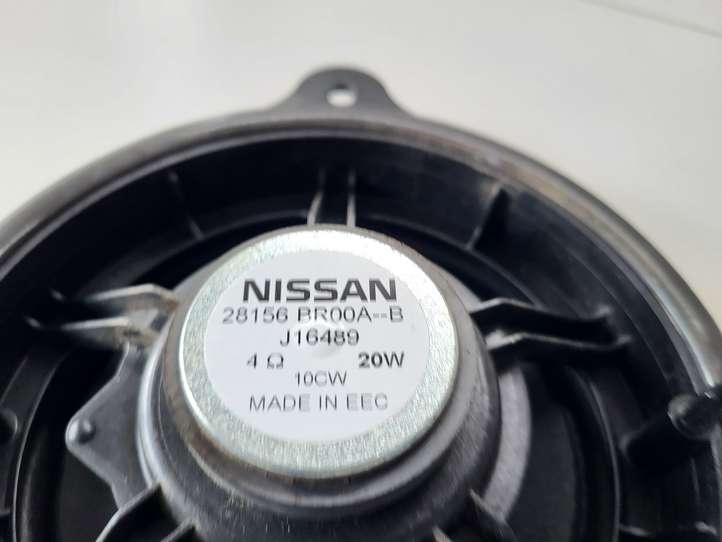 NISSAN
28156 BR00A--B
J16489
4 Ω 20W
10CW
MADE IN EEC